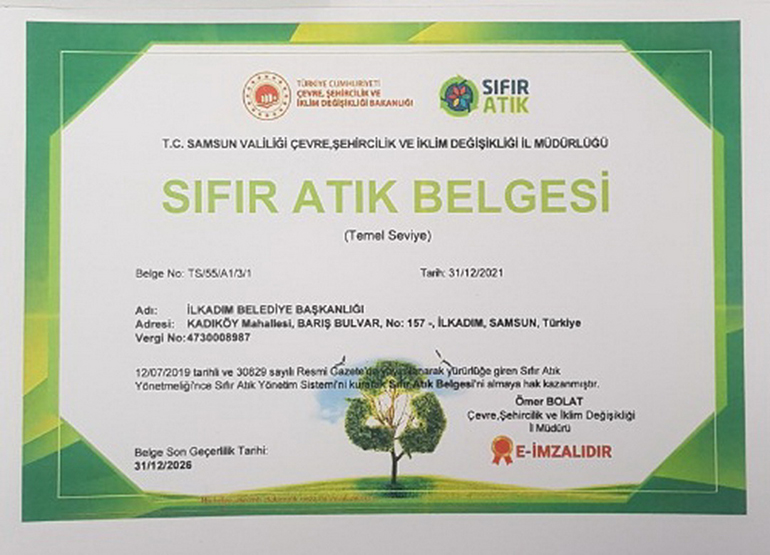 TÜRKİYE CUMHURİYETİ
ÇEVRE, ŞEHİRCİLİK VE
İKLİM DEĞİŞİKLİĞİ BAKANLIĞI
SIFIR
ATIK
T.C. SAMSUN VALİLİĞİ ÇEVRE,ŞEHİRCİLİK VE İKLİM DEĞİŞİKLİĞİ İL MÜDÜRLÜĞÜ
SIFIR ATIK BELGESİ
(Temel Seviye)
Belge No: TS/55/A1/3/1
Tarih: 31/12/2021
Adı: İLKADIM BELEDİYE BAŞKANLIĞI
Adresi: KADIKÖY Mahallesi, BARIŞ BULVAR, No: 157 -, İLKADIM, SAMSUN, Türkiye
Vergi No:4730008987
12/07/2019 tarihli ve 30829 sayılı Resmi Gazete'de yayımlanarak yürürlüğe giren Sıfır Atık
Yönetmeliği'nce Sıfır Atık Yönetim Sistemi'ni kurarak Sıfır Atık Belgesi'ni almaya hak kazanmıştır.
Ömer BOLAT
Çevre,Şehircilik ve İklim Değişikliği
İl Müdürü
E-İMZALIDIR
Belge Son Geçerlilik Tarihi:
31/12/2026